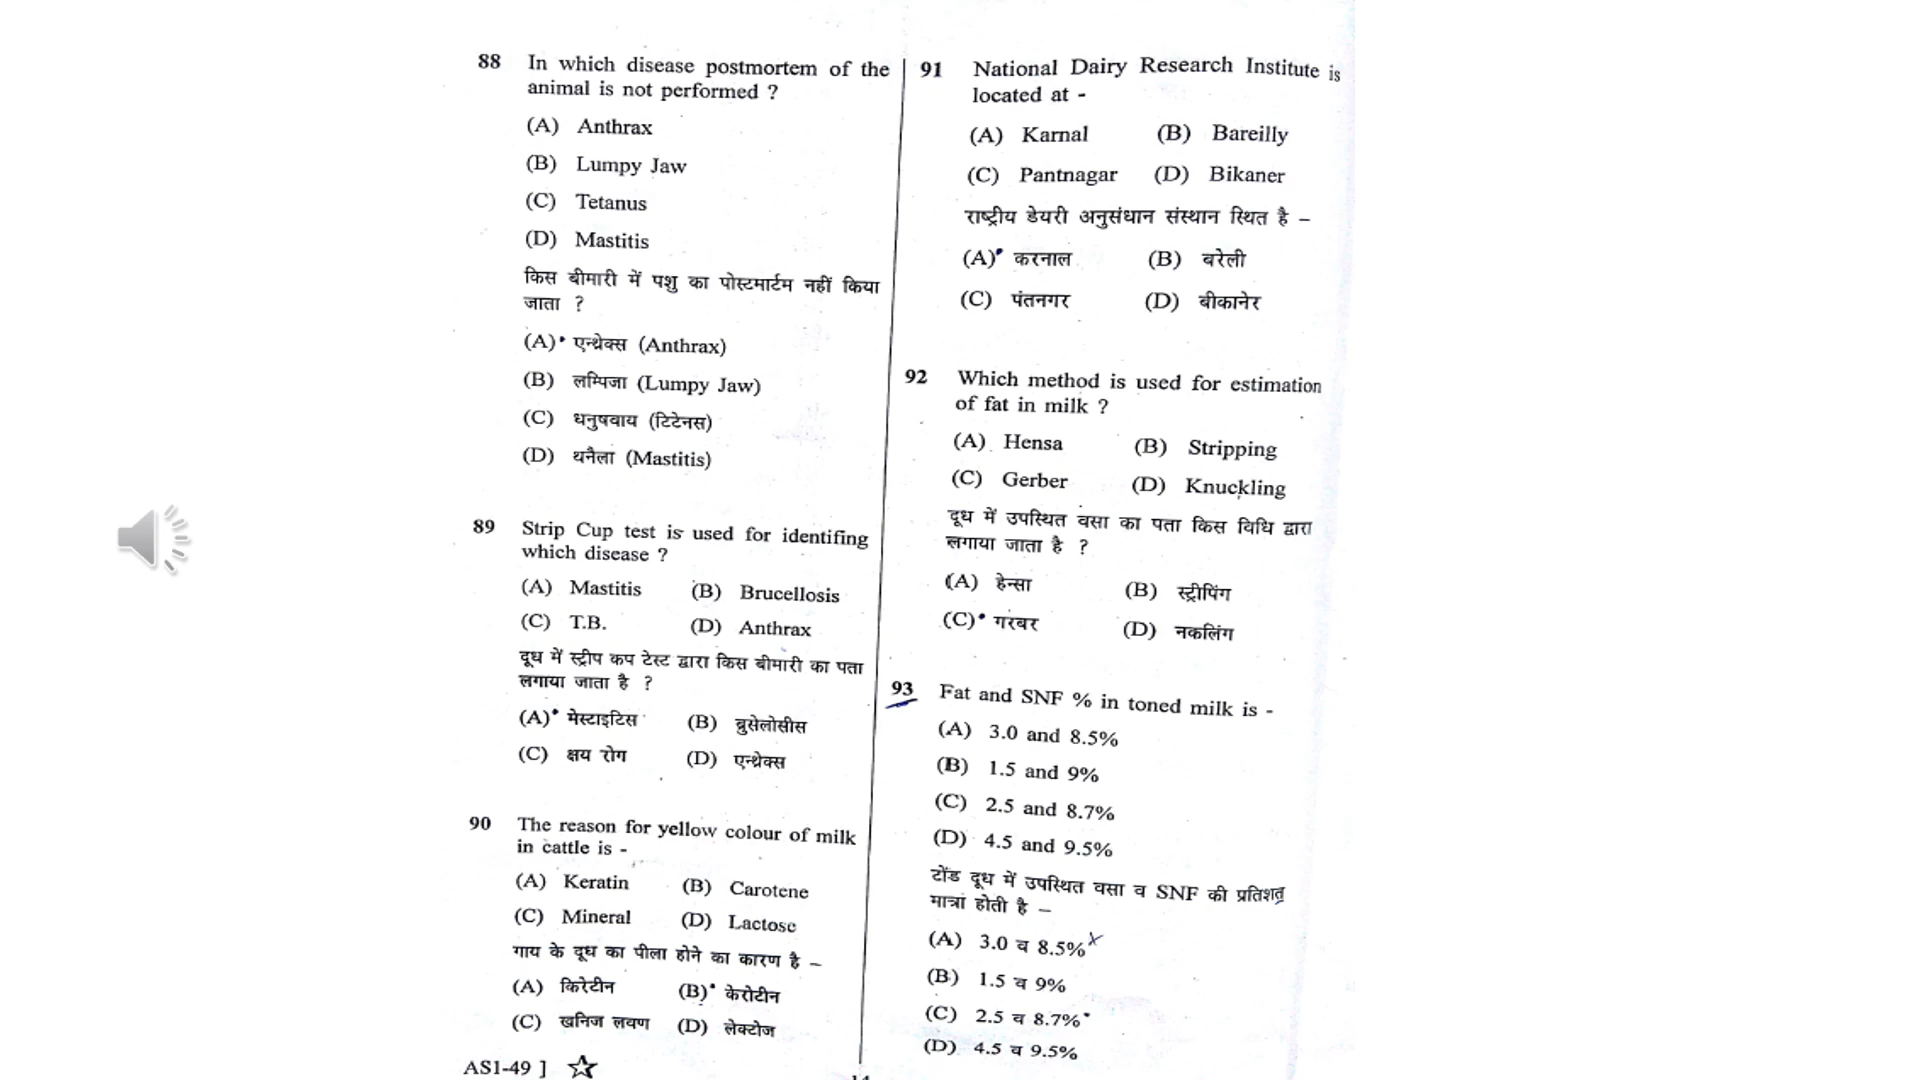 88 In which disease postmortem of the
animal is not performed ?
(A) Anthrax
(B) Lumpy Jaw
(C) Tetanus
(D) Mastitis
किस बीमारी में पशु का पोस्टमार्टम नहीं किया
जाता ?
(A) एन्थ्रेक्स (Anthrax)
(B) लम्पिजा (Lumpy Jaw)
(C) धनुषवाय (टिटेनस)
(D) थनैला (Mastitis)
89 Strip Cup test is used for identifing
which disease ?
(A) Mastitis (B) Brucellosis
(C) T.B. (D) Anthrax
दूध में स्ट्रीप कप टेस्ट द्वारा किस बीमारी का पता
लगाया जाता है ?
(A) मेस्टाइटिस (B) ब्रुसेलोसीस
(C) क्षय रोग (D) एन्थ्रेक्स
90 The reason for yellow colour of milk
in cattle is -
(A) Keratin (B) Carotene
(C) Mineral (D) Lactose
गाय के दूध का पीला होने का कारण है –
(A) किरेटीन (B) केरोटीन
(C) खनिज लवण (D) लेक्टोज
AS1-49 ] ☆
91 National Dairy Research Institute is
located at -
(A) Karnal (B) Bareilly
(C) Pantnagar (D) Bikaner
राष्ट्रीय डेयरी अनुसंधान संस्थान स्थित है –
(A) करनाल (B) बरेली
(C) पंतनगर (D) बीकानेर
92 Which method is used for estimation
of fat in milk ?
(A) Hensa (B) Stripping
(C) Gerber (D) Knuckling
दूध में उपस्थित वसा का पता किस विधि द्वारा
लगाया जाता है ?
(A) हेन्सा (B) स्ट्रीपिंग
(C) गरबर (D) नकलिंग
93 Fat and SNF % in toned milk is -
(A) 3.0 and 8.5%
(B) 1.5 and 9%
(C) 2.5 and 8.7%
(D) 4.5 and 9.5%
टोंड दूध में उपस्थित वसा व SNF की प्रतिशत
मात्रा होती है –
(A) 3.0 व 8.5%
(B) 1.5 व 9%
(C) 2.5 व 8.7%
(D) 4.5 व 9.5%